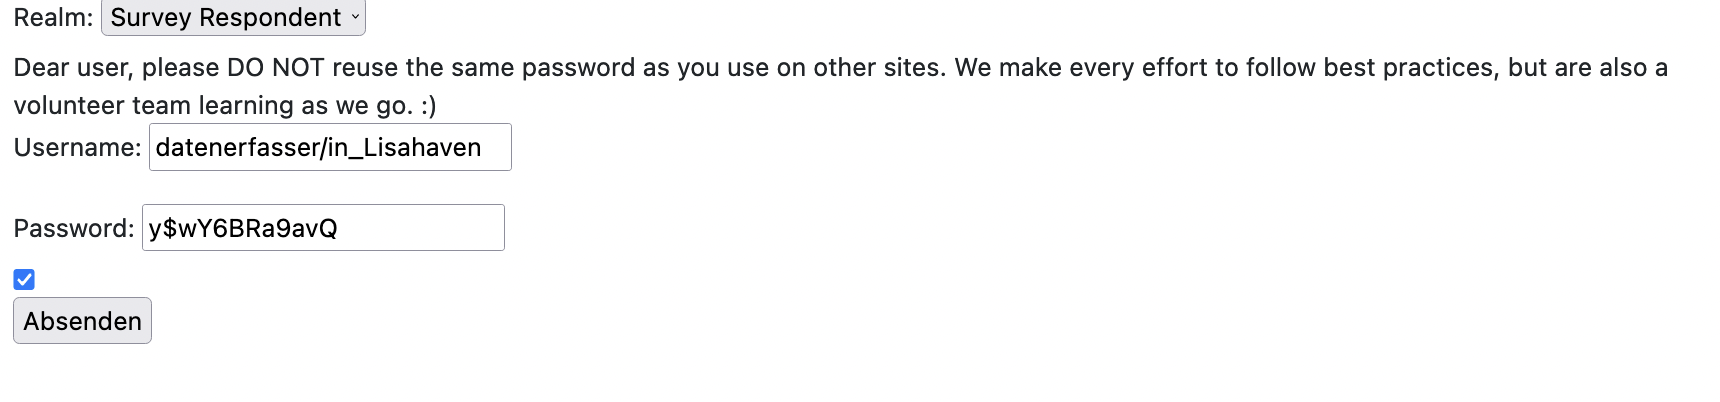 Realm: Survey Respondent
Dear user, please DO NOT reuse the same password as you use on other sites. We make every effort to follow best practices, but are also a
volunteer team learning as we go. :)
Username: datenerfasser/in_Lisahaven
Password: y$wY6BRa9avQ
Absenden